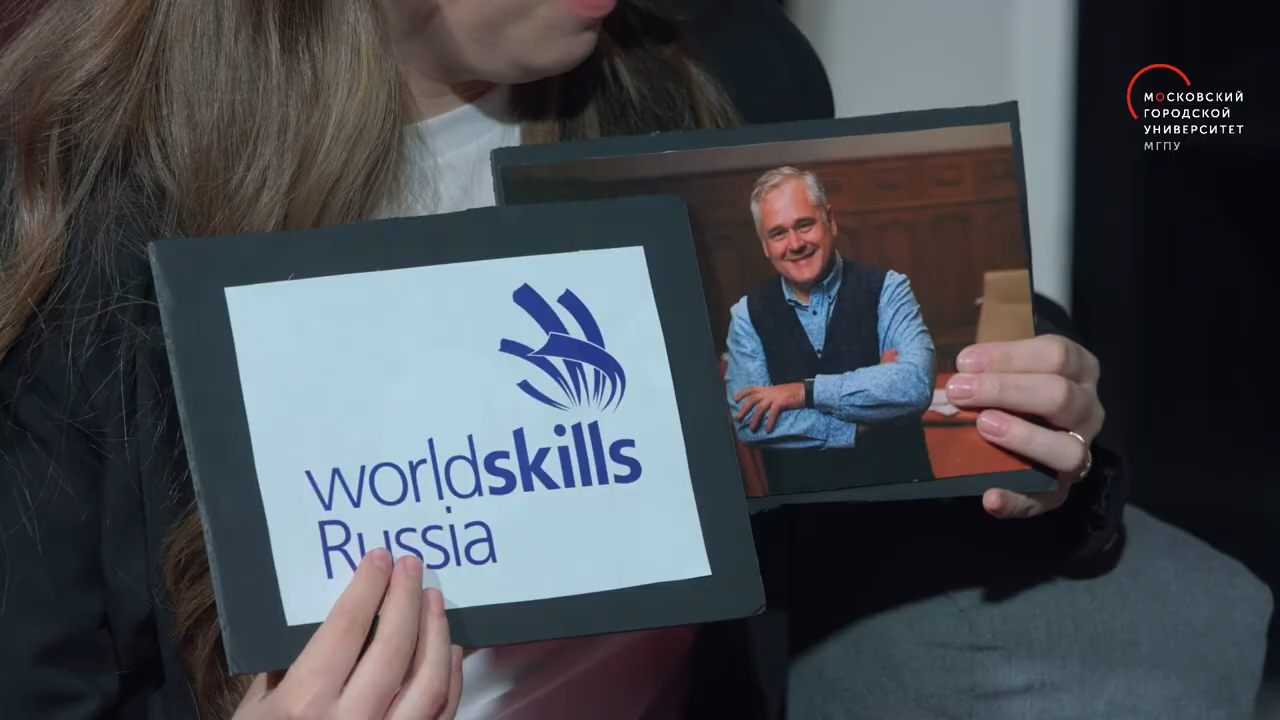 worldskills
Russia
МОСКОВСКИЙ
ГОРОДСКОЙ
УНИВЕРСИТЕТ
МГПУ